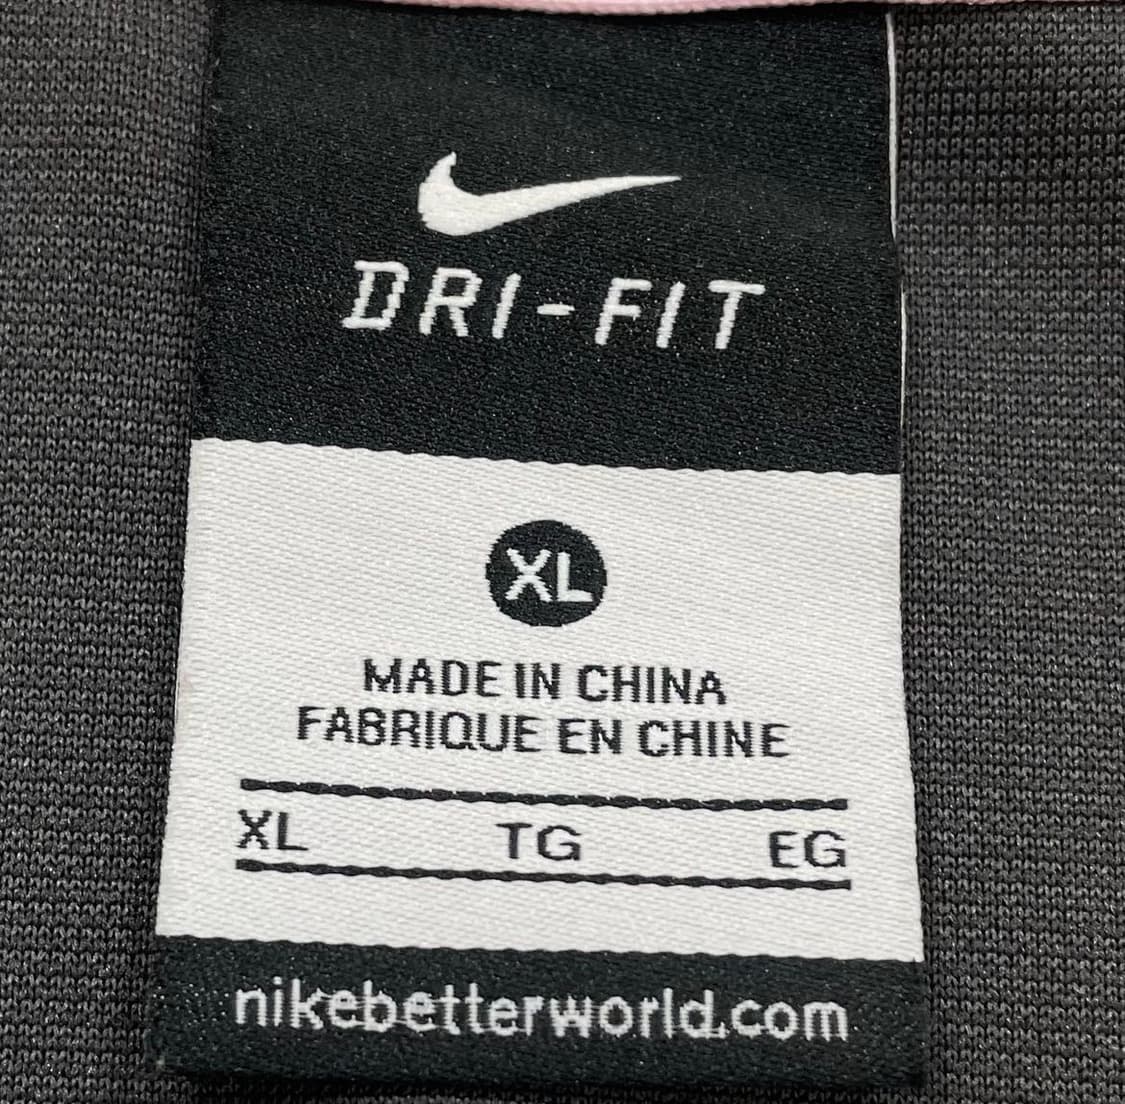 DRI-FIT
XL
MADE IN CHINA
FABRIQUE EN CHINE
XL TG EG
nikebetterworld.com